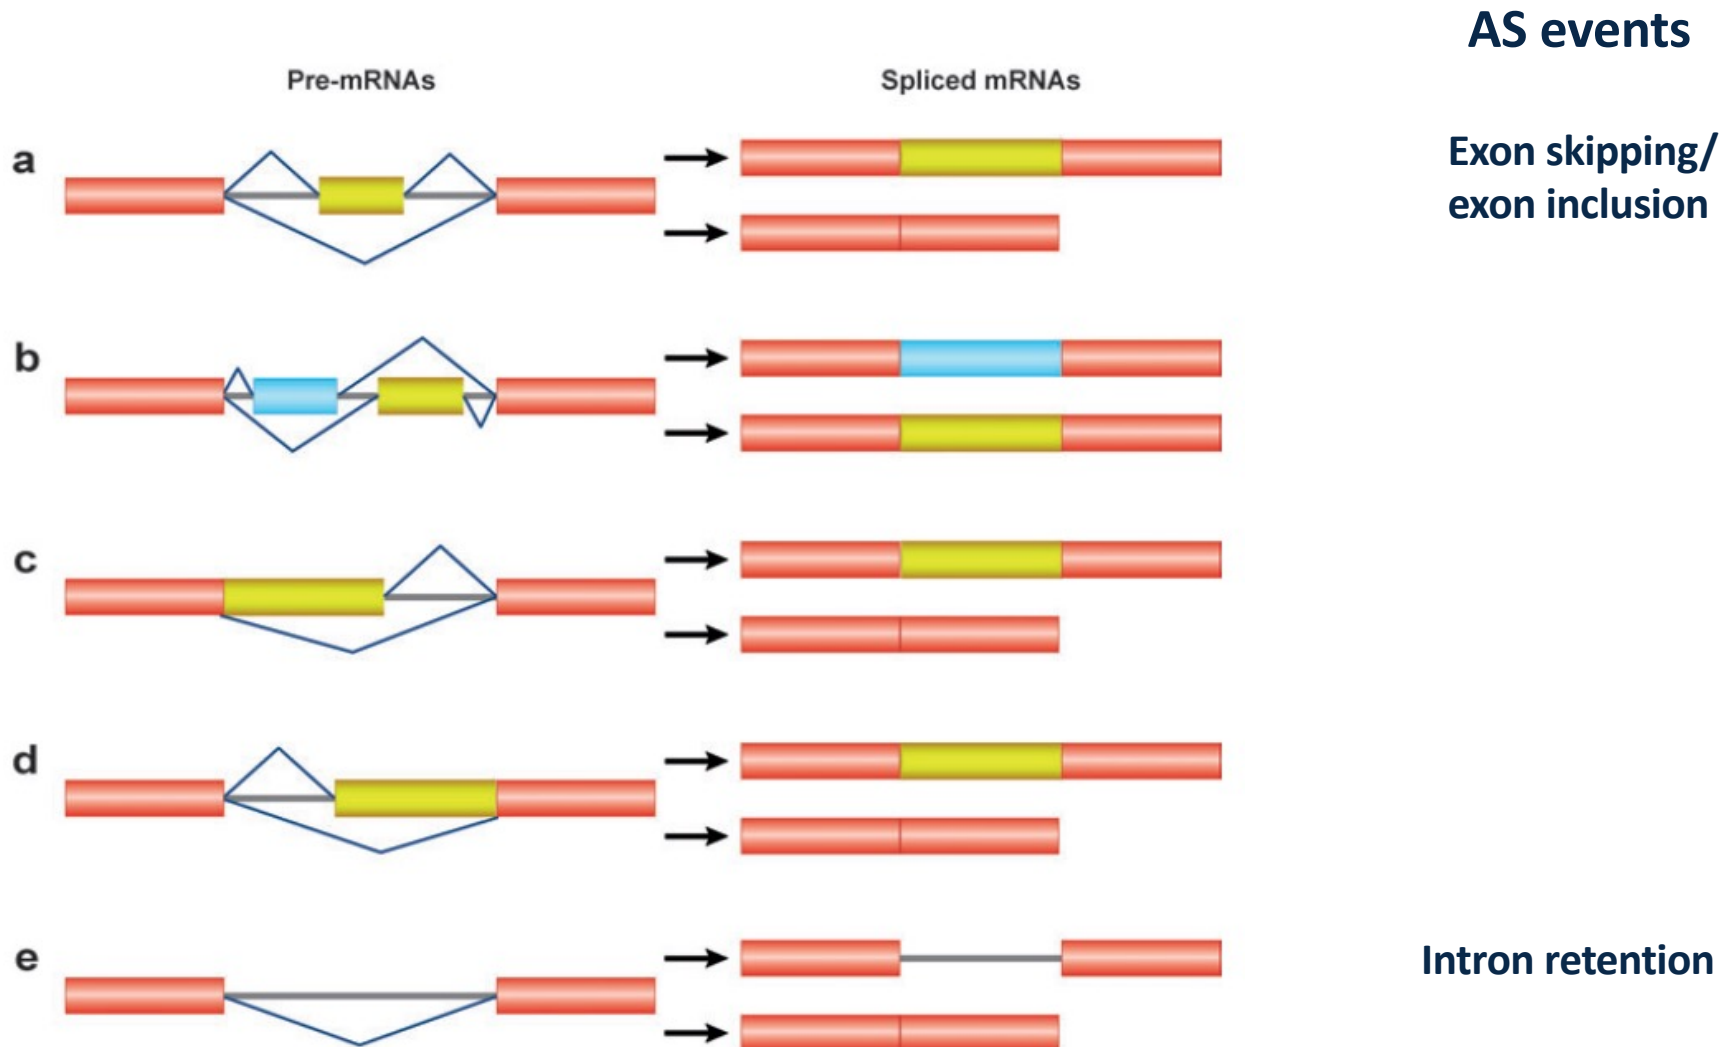 AS events
Pre-mRNAs
Spliced mRNAs
a
Exon skipping/
exon inclusion
b
c
d
e
Intron retention